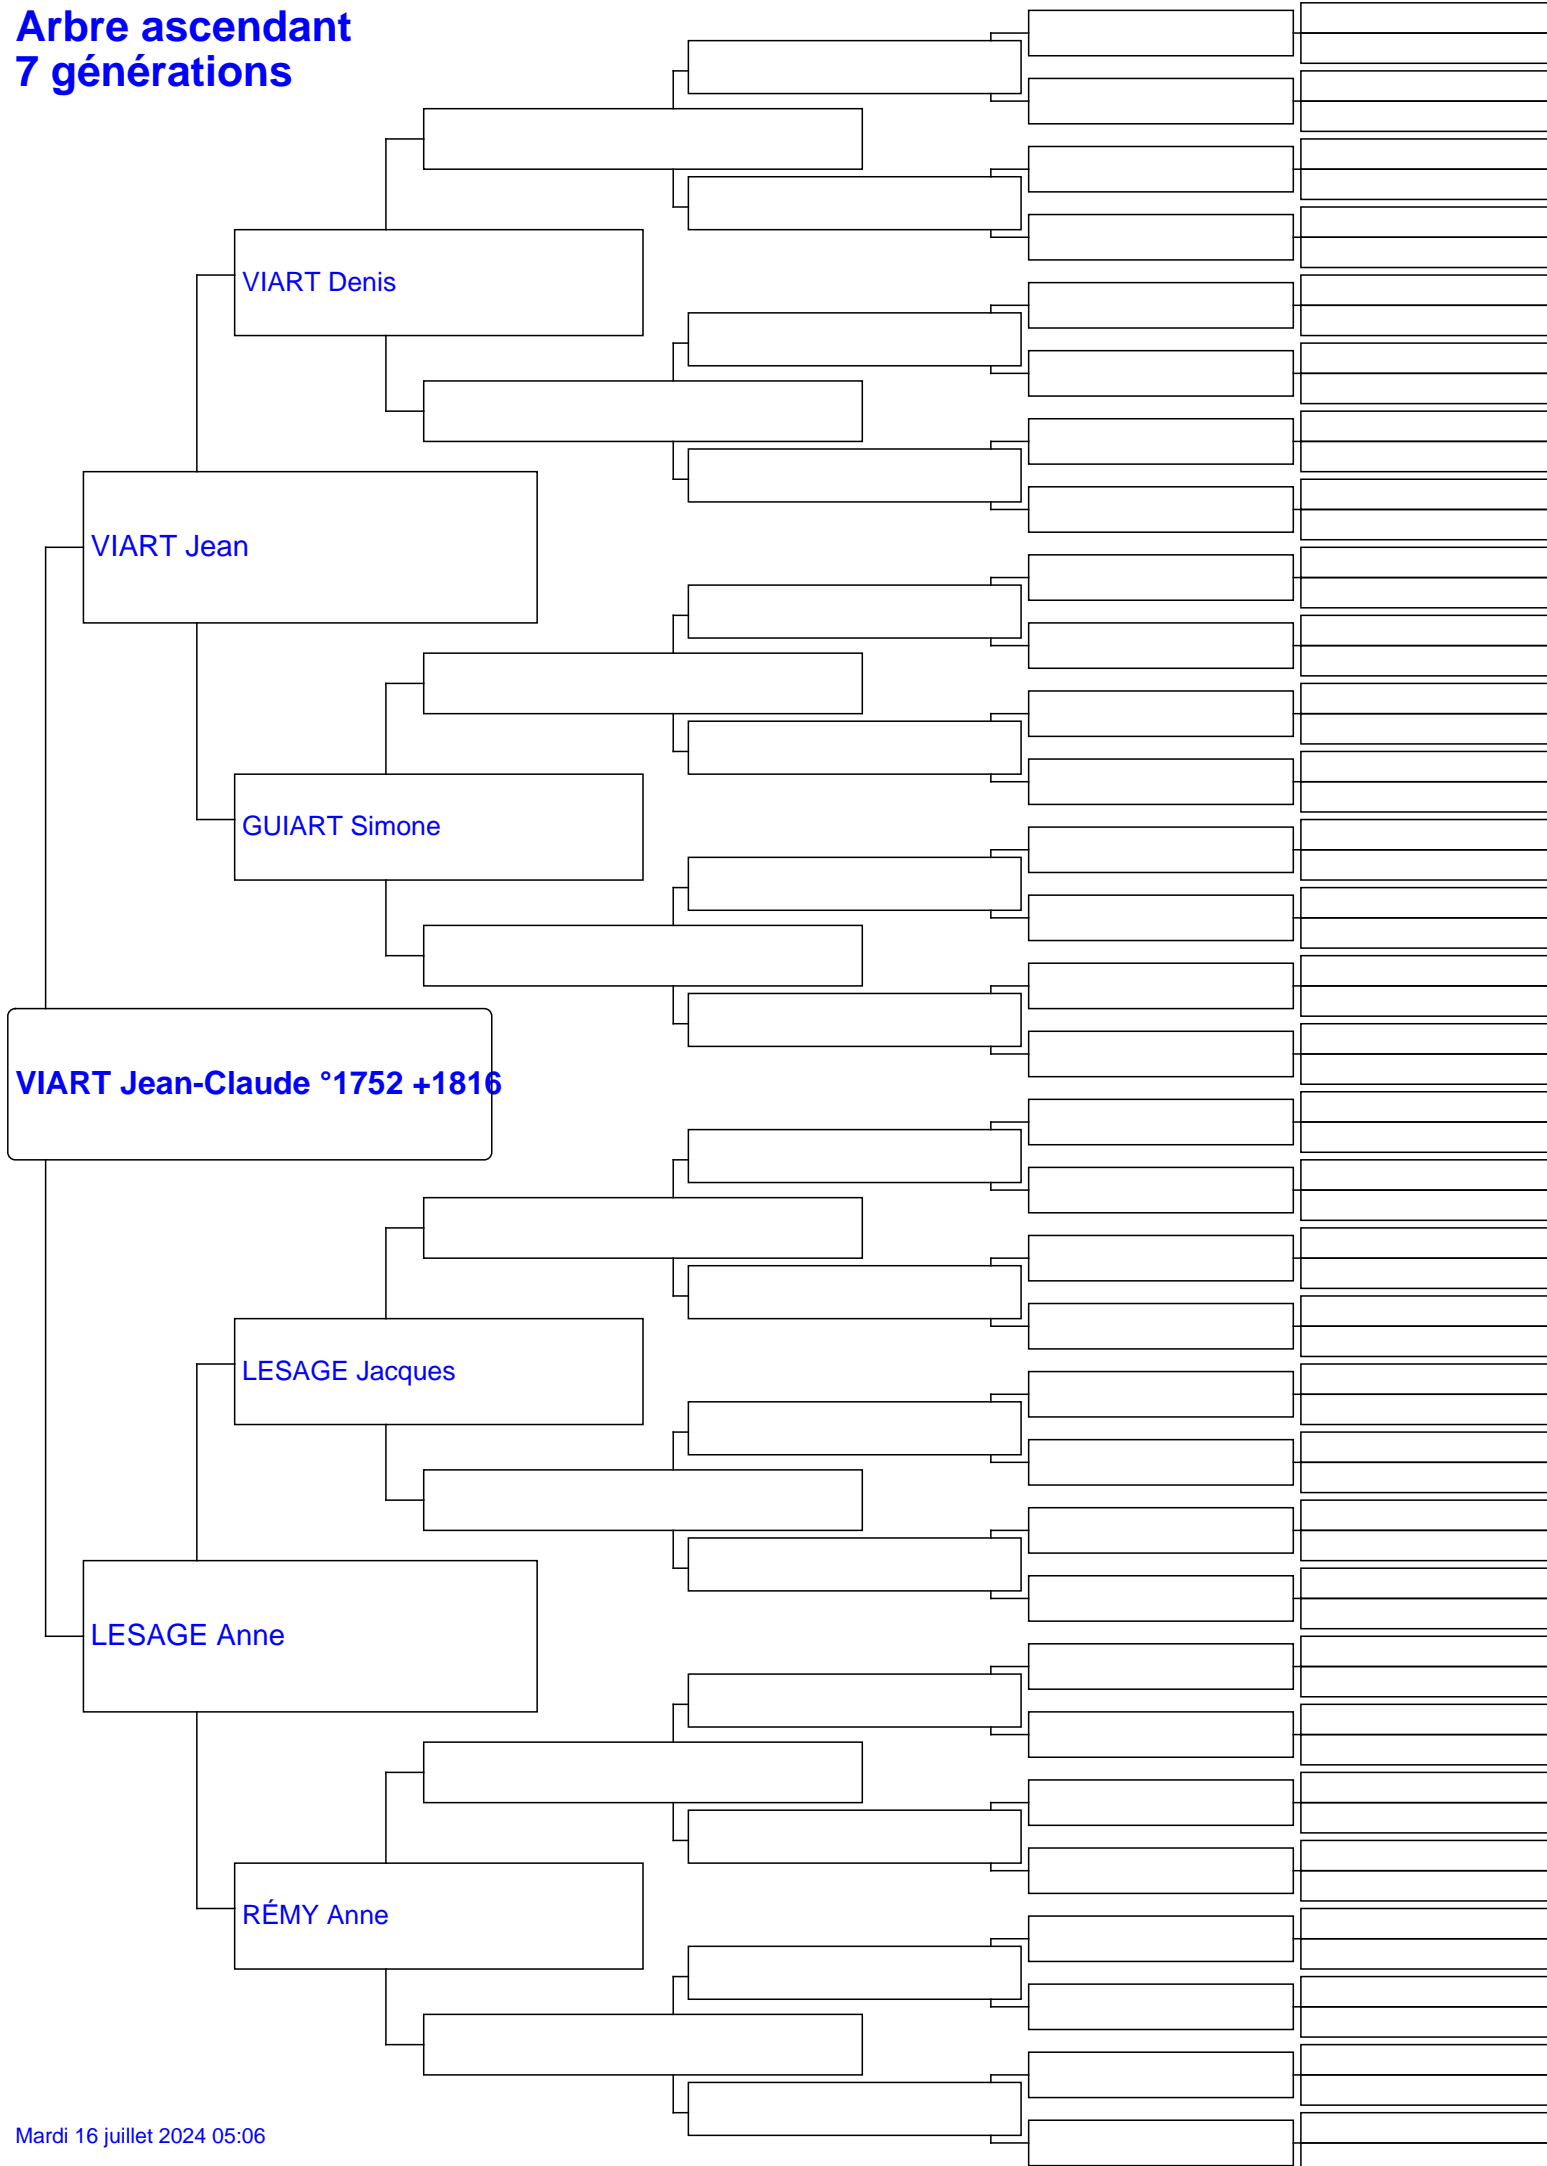 Arbre ascendant
7 générations
VIART Denis
VIART Jean
GUIART Simone
VIART Jean-Claude °1752 +1816
LESAGE Jacques
LESAGE Anne
RÉMY Anne
Mardi 16 juillet 2024 05:06